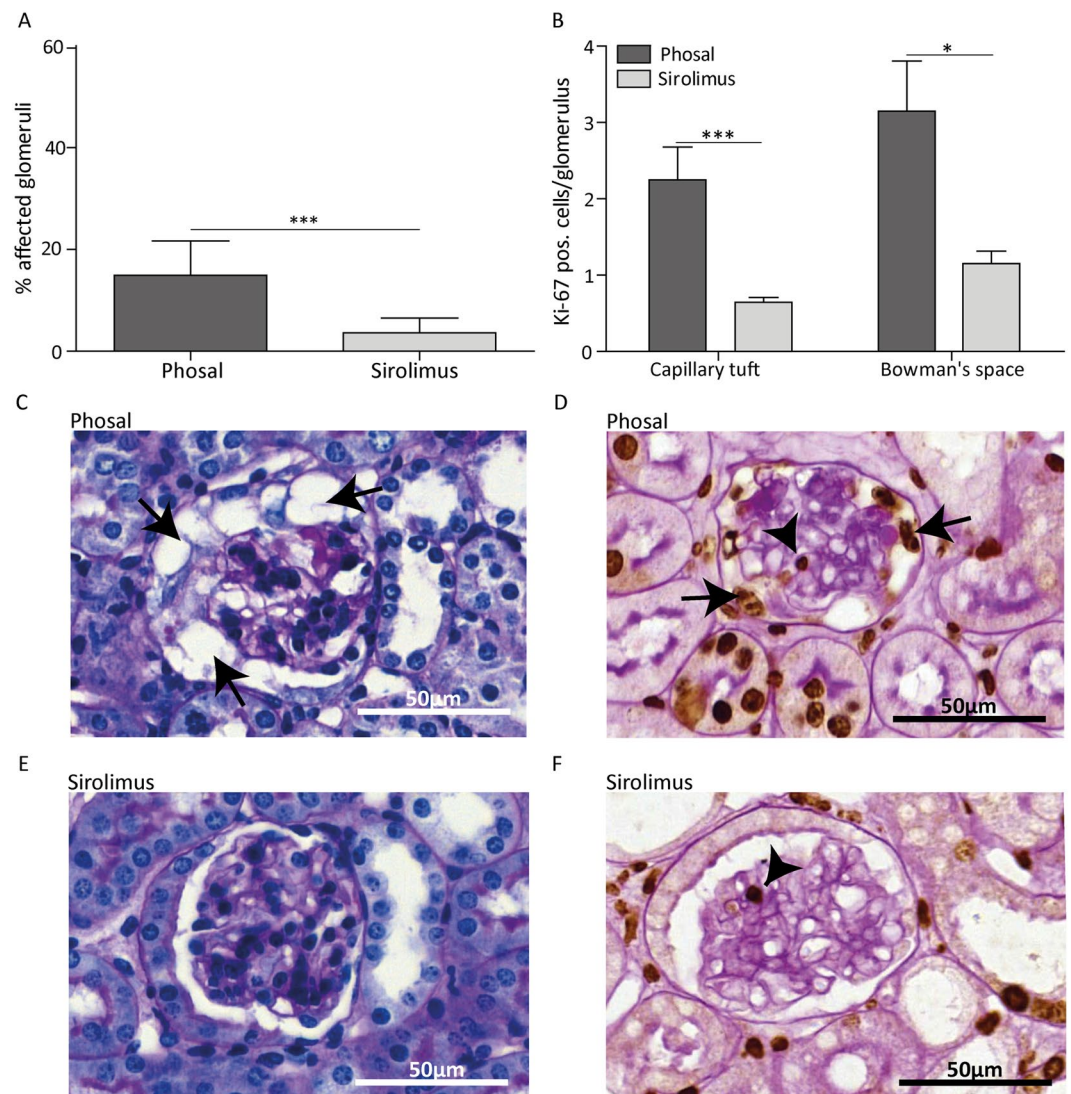 A
60
40
20
0
% affected glomeruli
***
Phosal
Sirolimus
B
4
3
2
1
0
Ki-67 pos. cells/glomerulus
Phosal
Sirolimus
***
*
Capillary tuft
Bowman's space
C
Phosal
50µm
D
Phosal
50µm
E
Sirolimus
50µm
F
Sirolimus
50µm